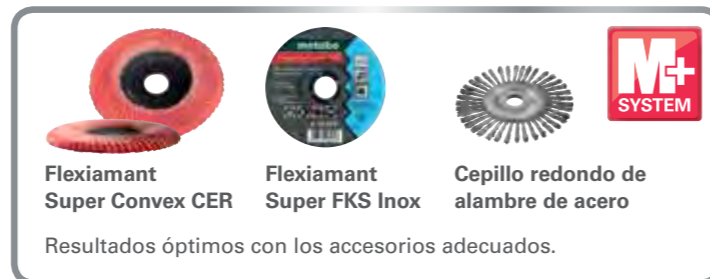 metabo
M+
SYSTEM
Flexiamant
Super Convex CER
Flexiamant
Super FKS Inox
Cepillo redondo de
alambre de acero
Resultados óptimos con los accesorios adecuados.